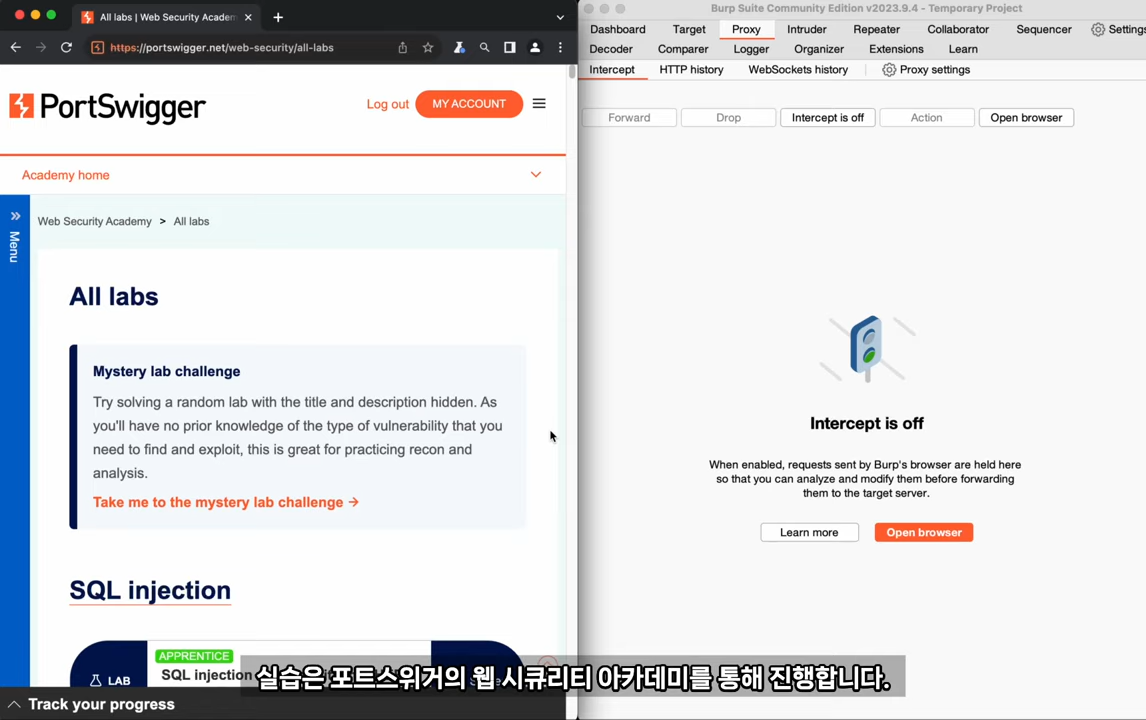 All labs | Web Security Academ
https://portswigger.net/web-security/all-labs
PortSwigger
Log out
MY ACCOUNT
Academy home
Menu
Web Security Academy > All labs
All labs
Mystery lab challenge
Try solving a random lab with the title and description hidden. As
you'll have no prior knowledge of the type of vulnerability that you
need to find and exploit, this is great for practicing recon and
analysis.
Take me to the mystery lab challenge →
SQL injection
APPRENTICE
LAB
SQL injection
Track your progress
Burp Suite Community Edition v2023.9.4 - Temporary Project
Dashboard Target Proxy Intruder Repeater Collaborator Sequencer Settings
Decoder Comparer Logger Organizer Extensions Learn
Intercept HTTP history WebSockets history Proxy settings
Forward Drop Intercept is off Action Open browser
Intercept is off
When enabled, requests sent by Burp's browser are held here
so that you can analyze and modify them before forwarding
them to the target server.
Learn more Open browser
실습은 포트스위거의 웹 시큐리티 아카데미를 통해 진행합니다.